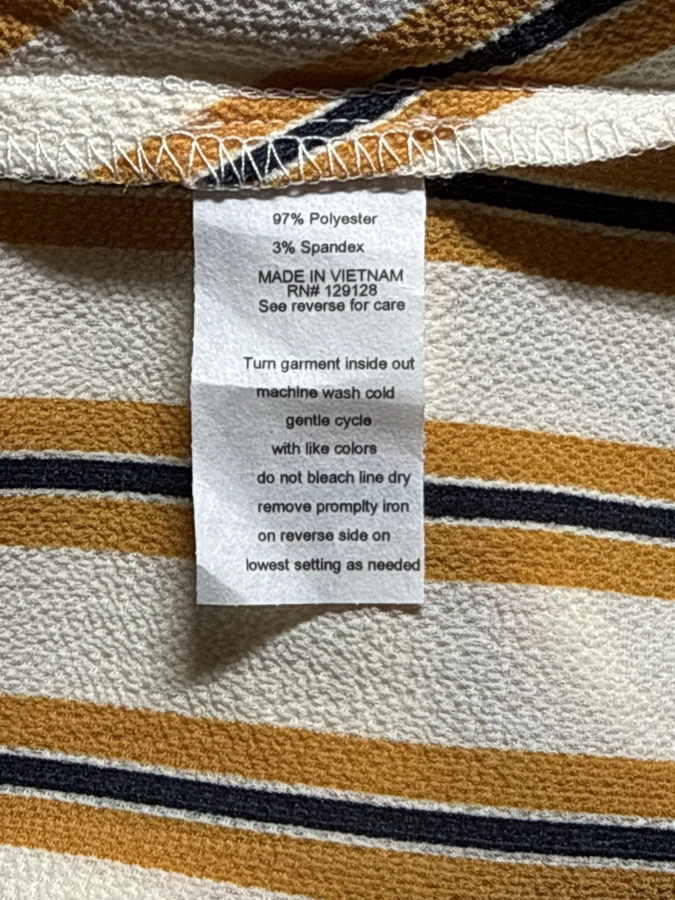 97% Polyester
3% Spandex
MADE IN VIETNAM
RN# 129128
See reverse for care
Turn garment inside out
machine wash cold
gentle cycle
with like colors
do not bleach line dry
remove promplty iron
on reverse side on
lowest setting as needed